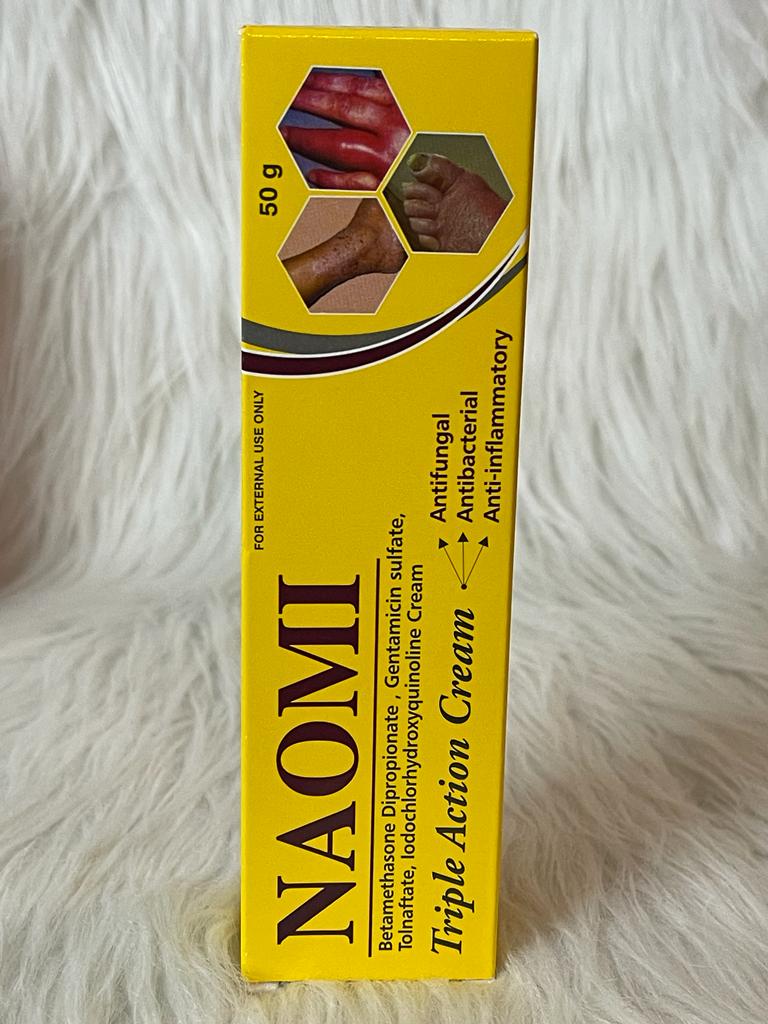 50 g
FOR EXTERNAL USE ONLY
NAOMI
Betamethasone Dipropionate , Gentamicin sulfate,
Tolnaftate, Iodochlorhydroxyquinoline Cream
Triple Action Cream
Antifungal
Antibacterial
Anti-inflammatory